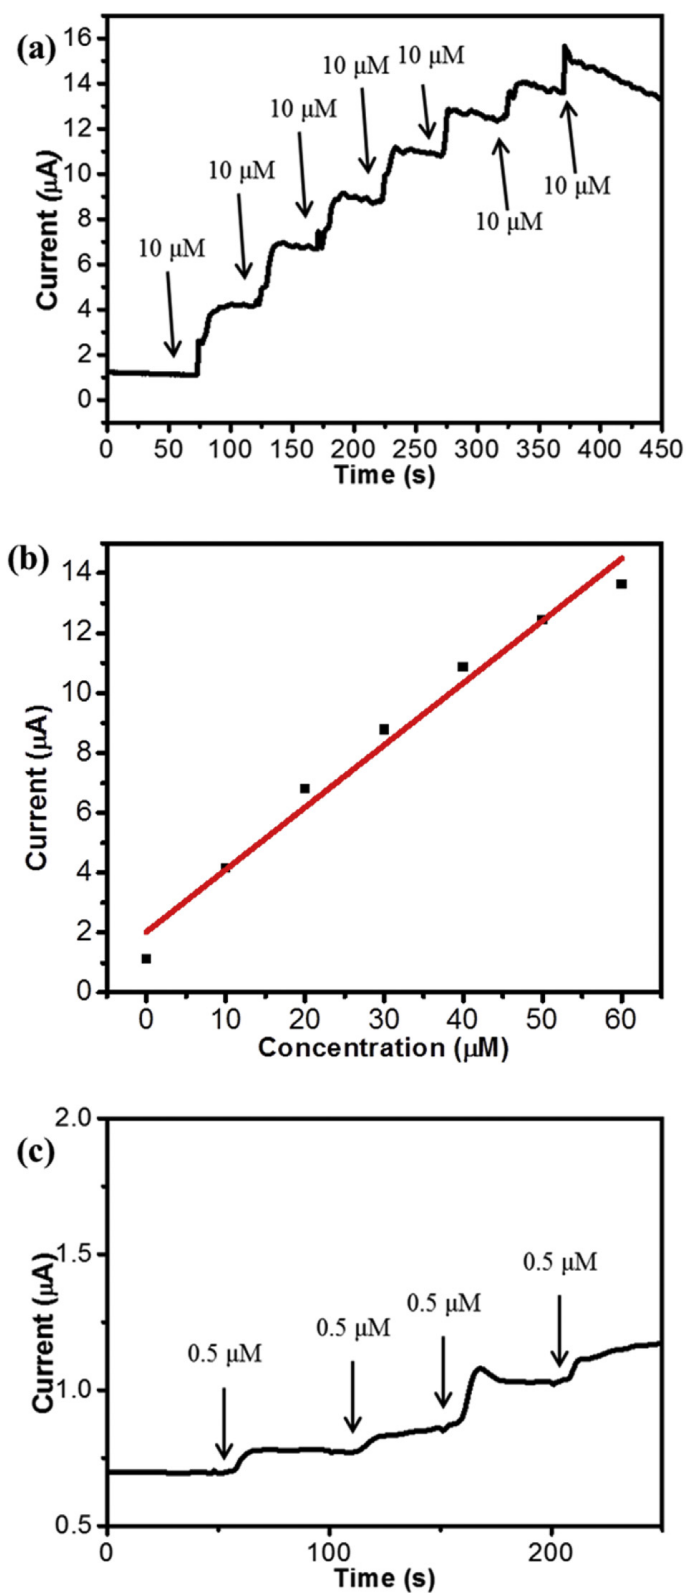 (a)
16
14
12
10
8
6
4
2
0
Current (μA)
10 μM
10 μM
10 μM
10 μM
10 μM
10 μM
10 μM
0 50 100 150 200 250 300 350 400 450
Time (s)
(b)
14
12
10
8
6
4
2
0
Current (μA)
0 10 20 30 40 50 60
Concentration (μM)
(c)
2.0
1.5
1.0
0.5
Current (μA)
0.5 μM
0.5 μM
0.5 μM
0.5 μM
0 100 200
Time (s)